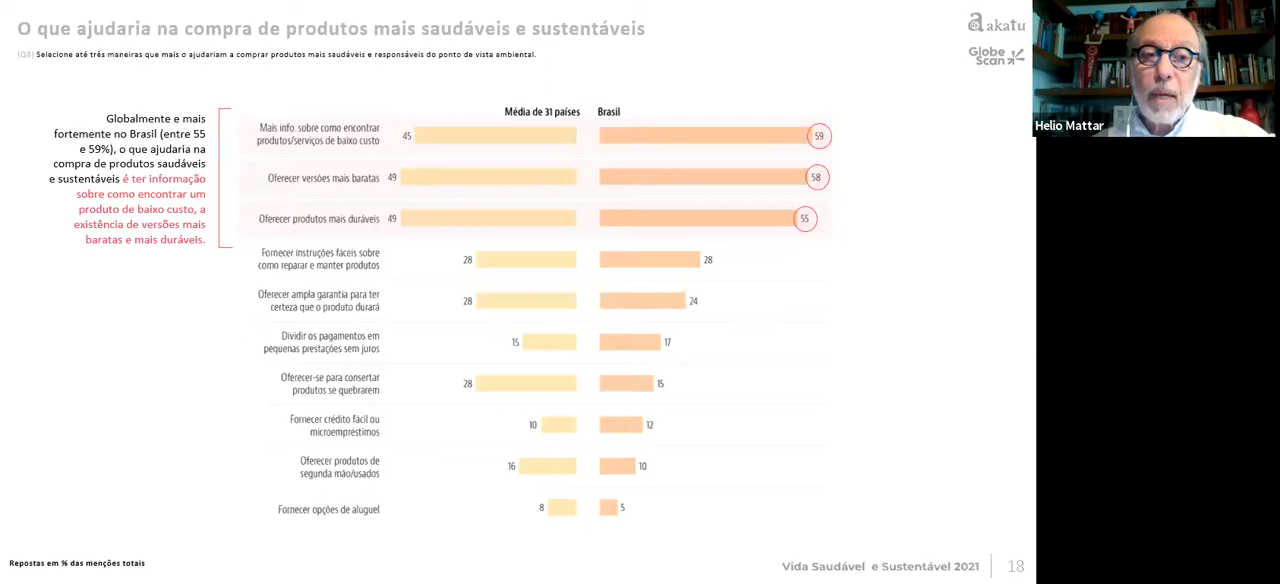 O que ajudaria na compra de produtos mais saudáveis e sustentáveis
(Q8) Selecione até três maneiras que mais o ajudariam a comprar produtos mais saudáveis e responsáveis do ponto de vista ambiental.
akatu
Globe
Scan
Helio Mattar
Globalmente e mais
fortemente no Brasil (entre 55
e 59%), o que ajudaria na
compra de produtos saudáveis
e sustentáveis é ter informação
sobre como encontrar um
produto de baixo custo, a
existência de versões mais
baratas e mais duráveis.
Média de 31 países Brasil
Mais info. sobre como encontrar
produtos/serviços de baixo custo
45 59
Oferecer versões mais baratas 49 58
Oferecer produtos mais duráveis 49 55
Fornecer instruções fáceis sobre
como reparar e manter produtos
28 28
Oferecer ampla garantia para ter
certeza que o produto durará
28 24
Dividir os pagamentos em
pequenas prestações sem juros
15 17
Oferecer-se para consertar
produtos se quebrarem
28 15
Fornecer crédito fácil ou
microempréstimos
10 12
Oferecer produtos de
segunda mão/usados
16 10
Fornecer opções de aluguel 8 5
Repostas em % das menções totais
Vida Saudável e Sustentável 2021 18